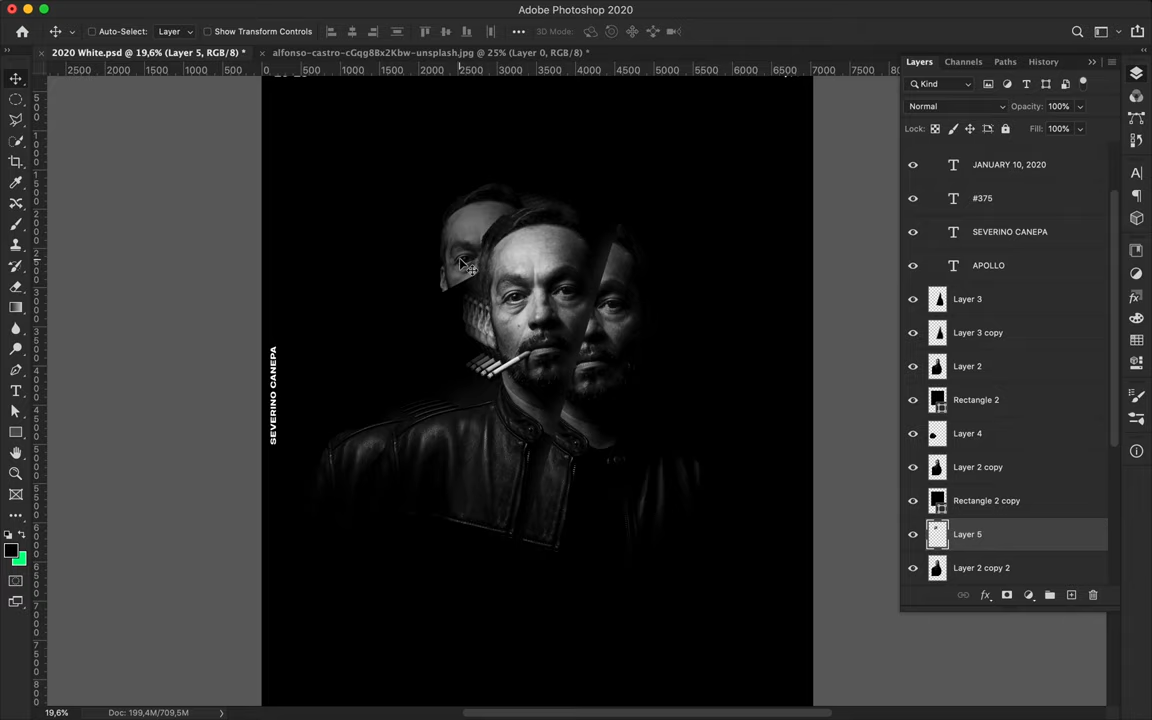 Adobe Photoshop 2020
Auto-Select: Layer Show Transform Controls 3D Mode:
2020 White.psd @ 19,6% (Layer 5, RGB/8) *
alfonso-castro-cGqg88x2Kbw-unsplash.jpg @ 25% (Layer 0, RGB/8) *
2500 2000 1500 1000 500 0 500 1000 1500 2000 2500 3000 3500 4000 4500 5000 5500 6000 6500 7000 7500
Layers Channels Paths History
Kind
Normal Opacity: 100%
Lock: Fill: 100%
JANUARY 10, 2020
#375
SEVERINO CANEPA
APOLLO
Layer 3
Layer 3 copy
Layer 2
Rectangle 2
Layer 4
Layer 2 copy
Rectangle 2 copy
Layer 5
Layer 2 copy 2
SEVERINO CANEPA
19,6% Doc: 199,4M/709,5M